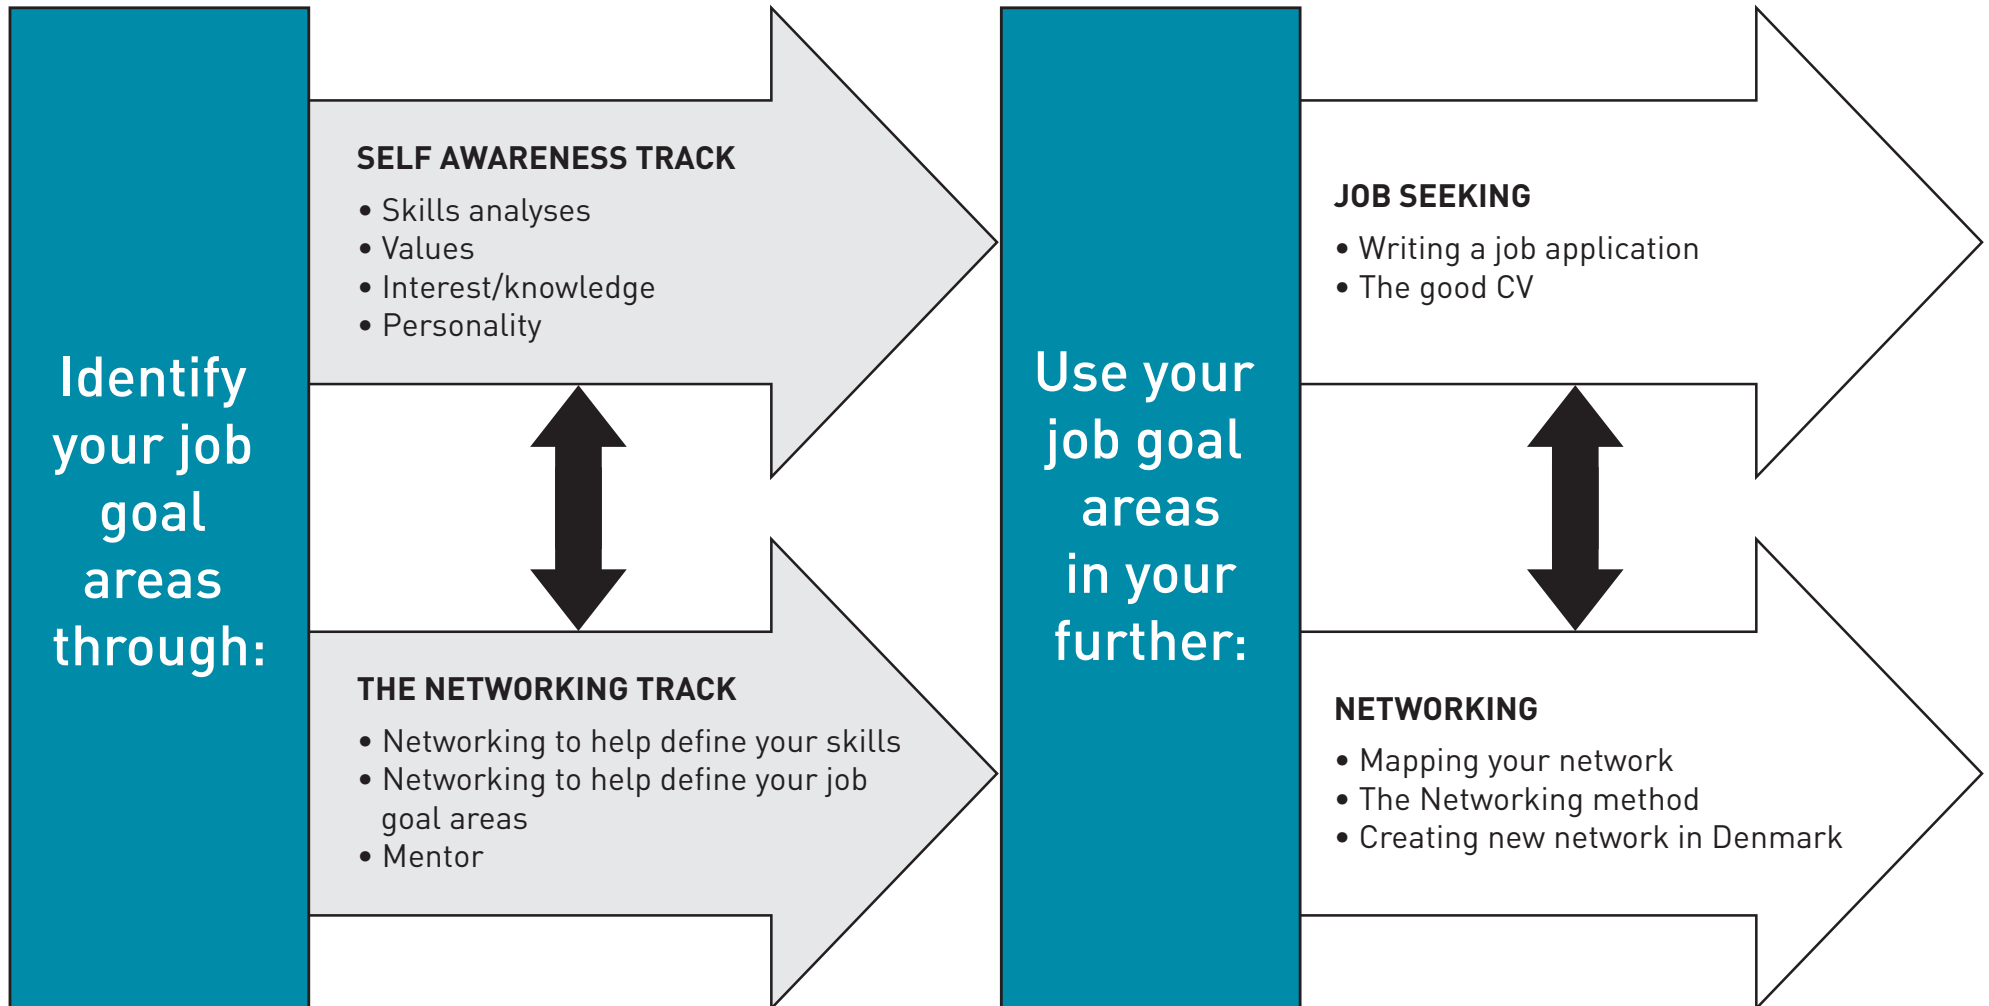 Identify
your job
goal
areas
through:
SELF AWARENESS TRACK
• Skills analyses
• Values
• Interest/knowledge
• Personality
THE NETWORKING TRACK
• Networking to help define your skills
• Networking to help define your job
goal areas
• Mentor
Use your
job goal
areas
in your
further:
JOB SEEKING
• Writing a job application
• The good CV
NETWORKING
• Mapping your network
• The Networking method
• Creating new network in Denmark